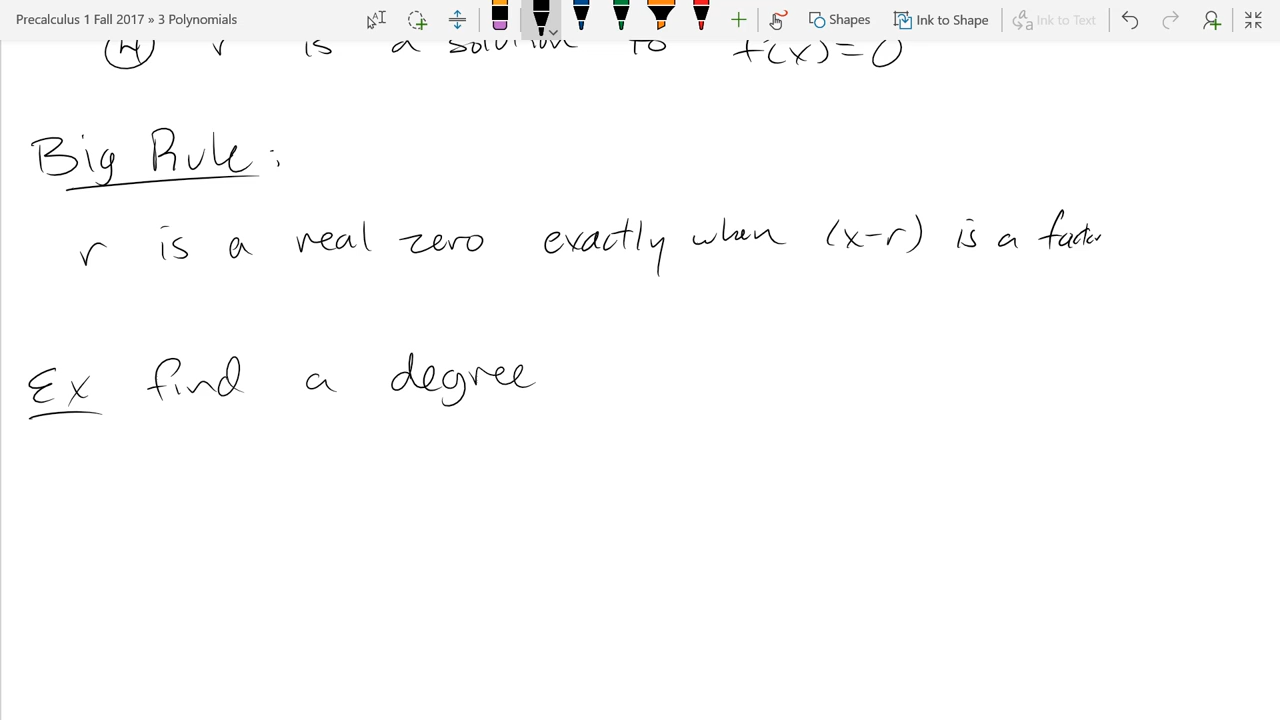 Precalculus 1 Fall 2017 » 3 Polynomials
Shapes
Ink to Shape
Ink to Text
④ r is a solution to f(x)=0
Big Rule:
r is a real zero exactly when (x-r) is a factor
Ex find a degree